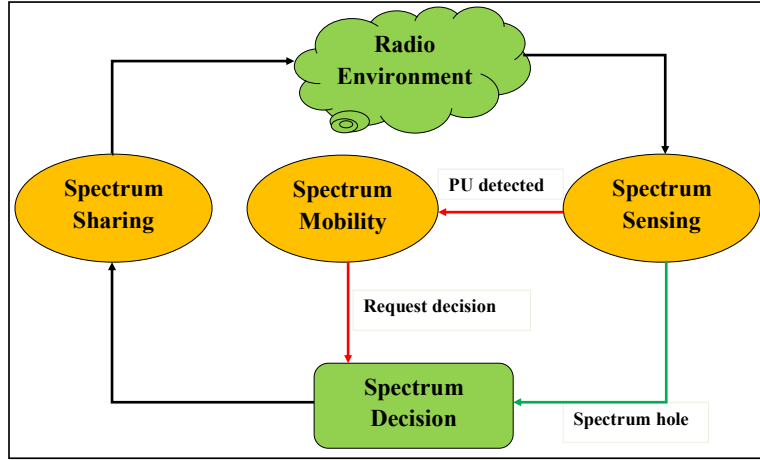 Radio
Environment
Spectrum
Sharing
Spectrum
Mobility
PU detected
Spectrum
Sensing
Request decision
Spectrum
Decision
Spectrum hole